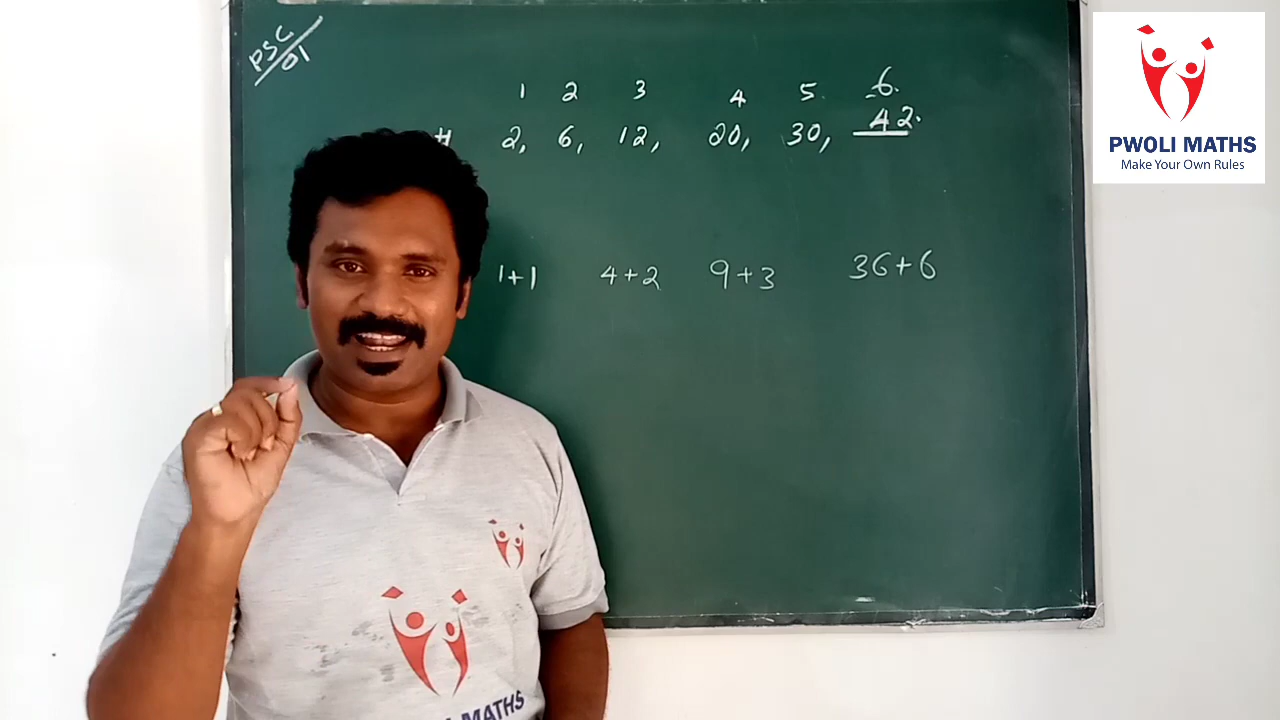 PSC
01
1 2 3 4 5. 6.
2, 6, 12, 20, 30, 42.
1+1 4+2 9+3 36+6
PWOLI MATHS
Make Your Own Rules
MATHS